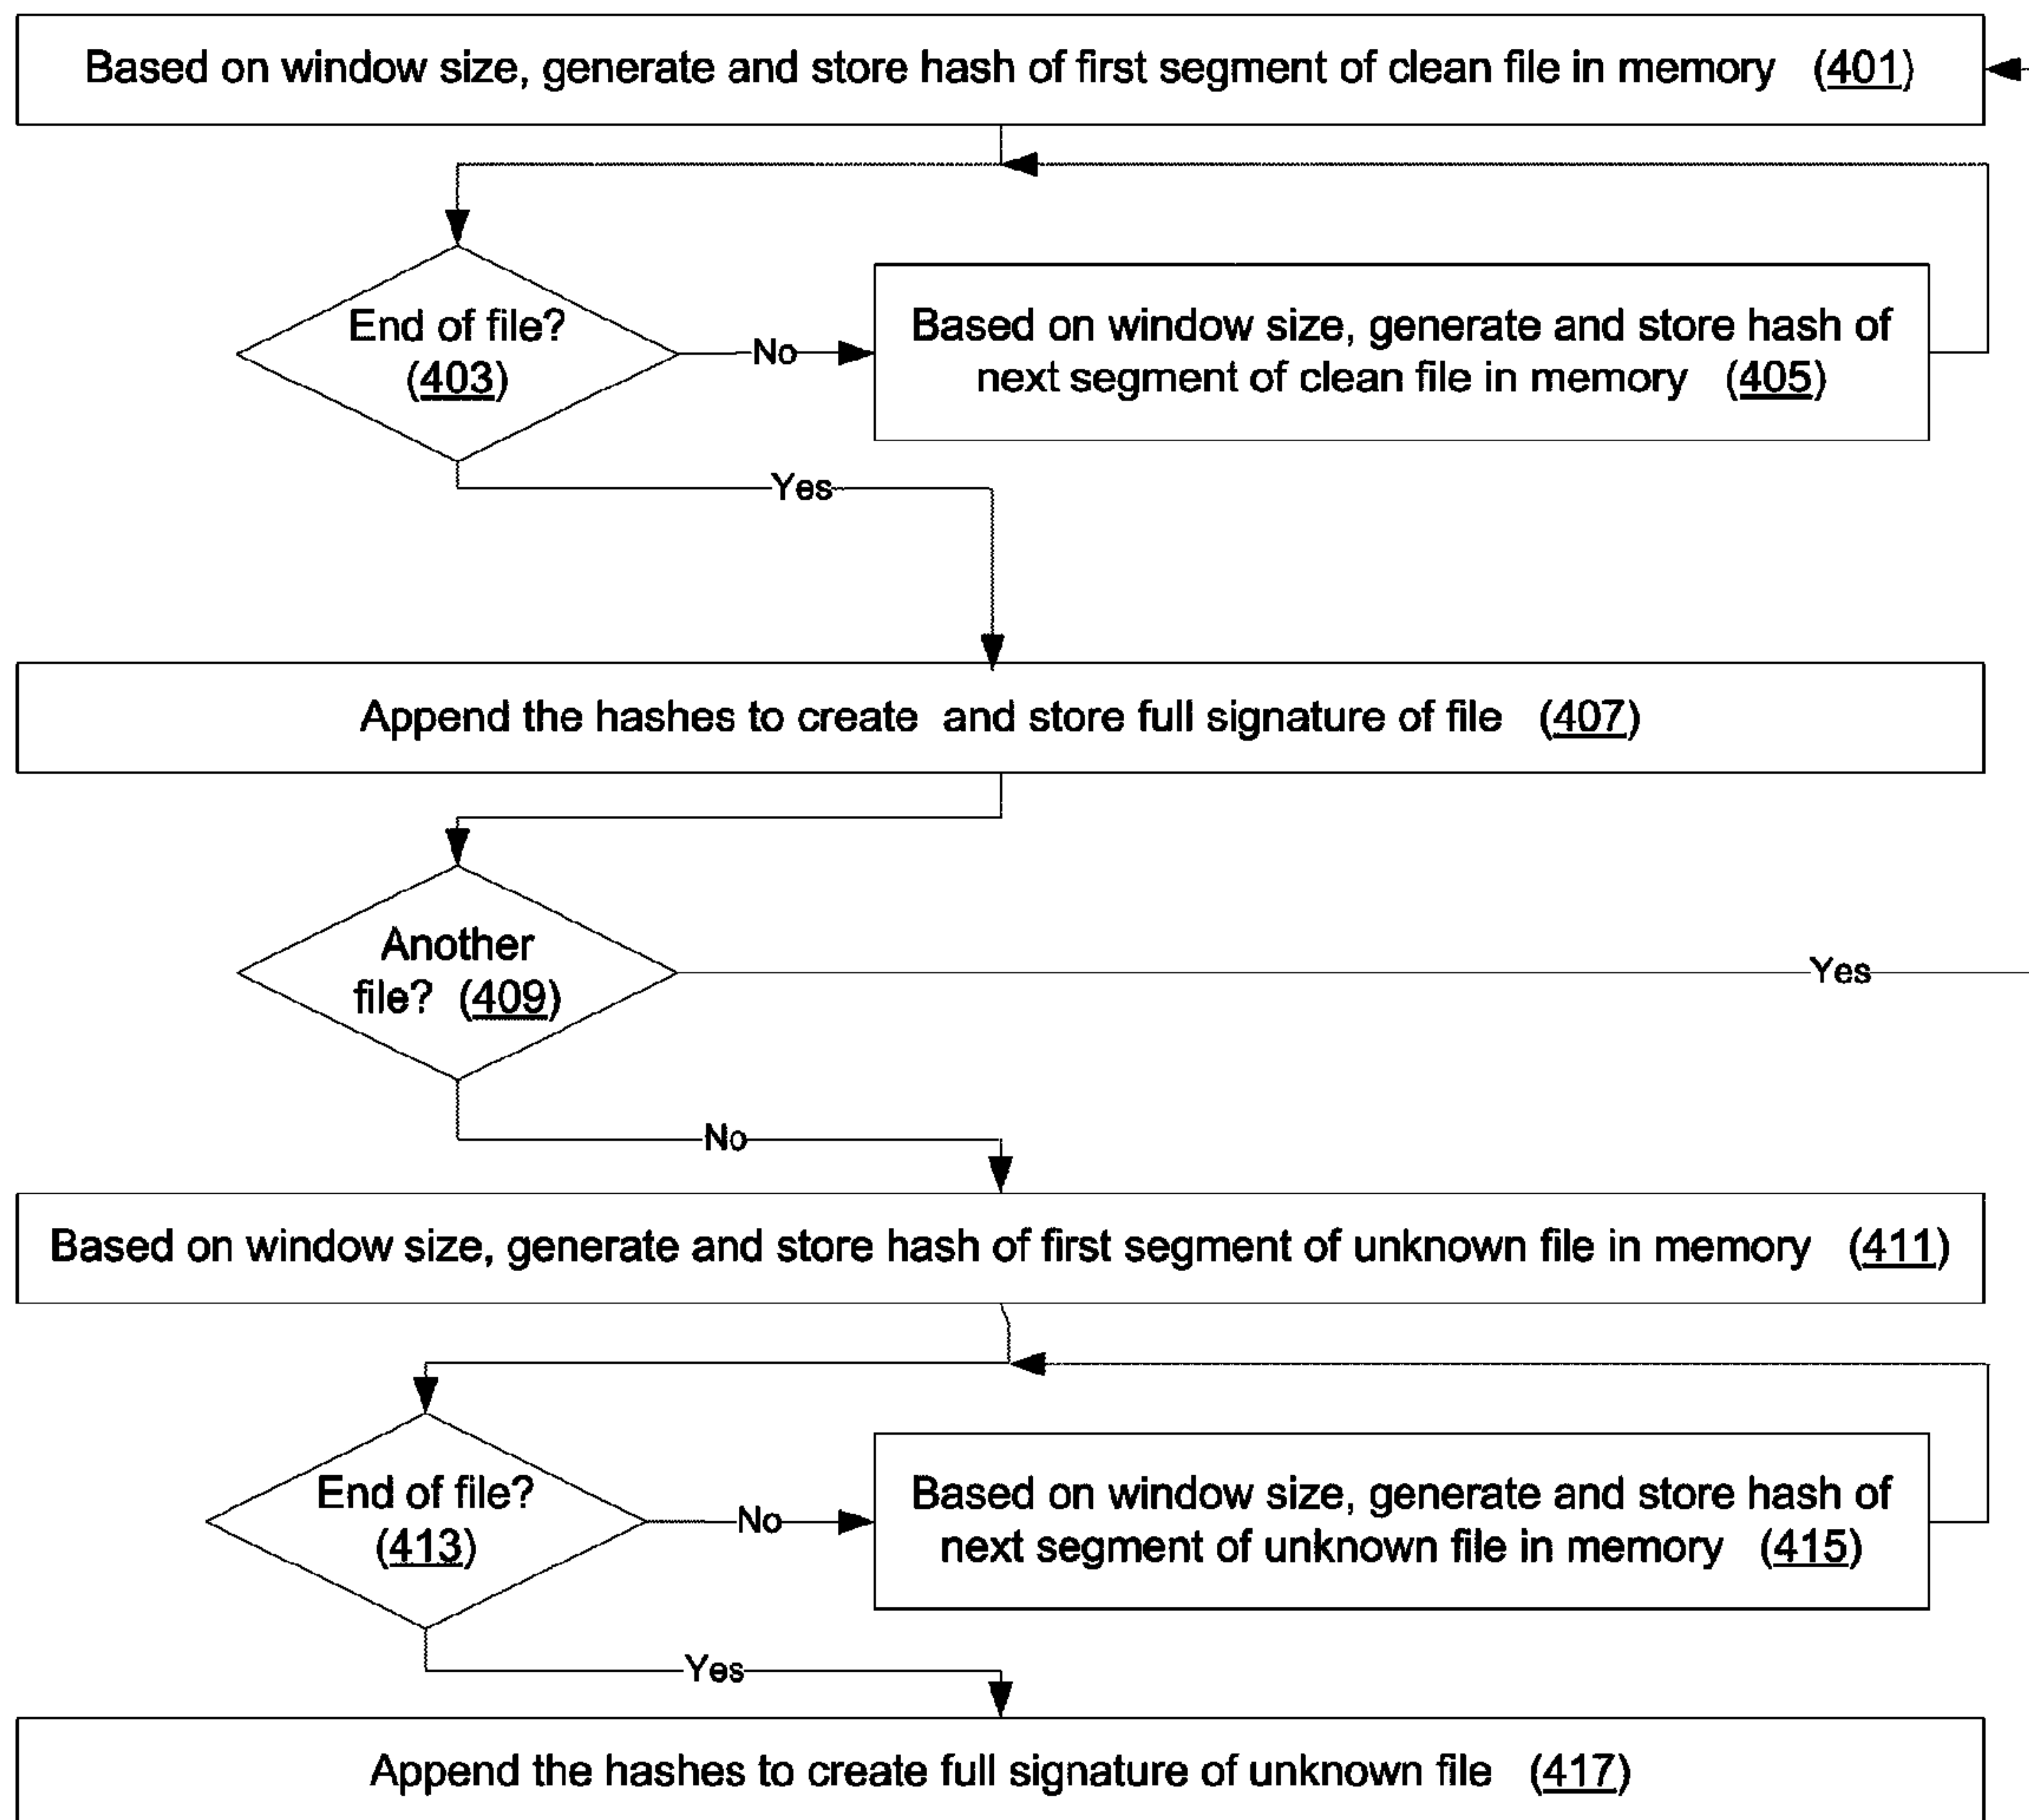 Based on window size, generate and store hash of first segment of clean file in memory (401)
End of file?
(403)
No
Based on window size, generate and store hash of
next segment of clean file in memory (405)
Yes
Append the hashes to create and store full signature of file (407)
Another
file? (409)
Yes
No
Based on window size, generate and store hash of first segment of unknown file in memory (411)
End of file?
(413)
No
Based on window size, generate and store hash of
next segment of unknown file in memory (415)
Yes
Append the hashes to create full signature of unknown file (417)